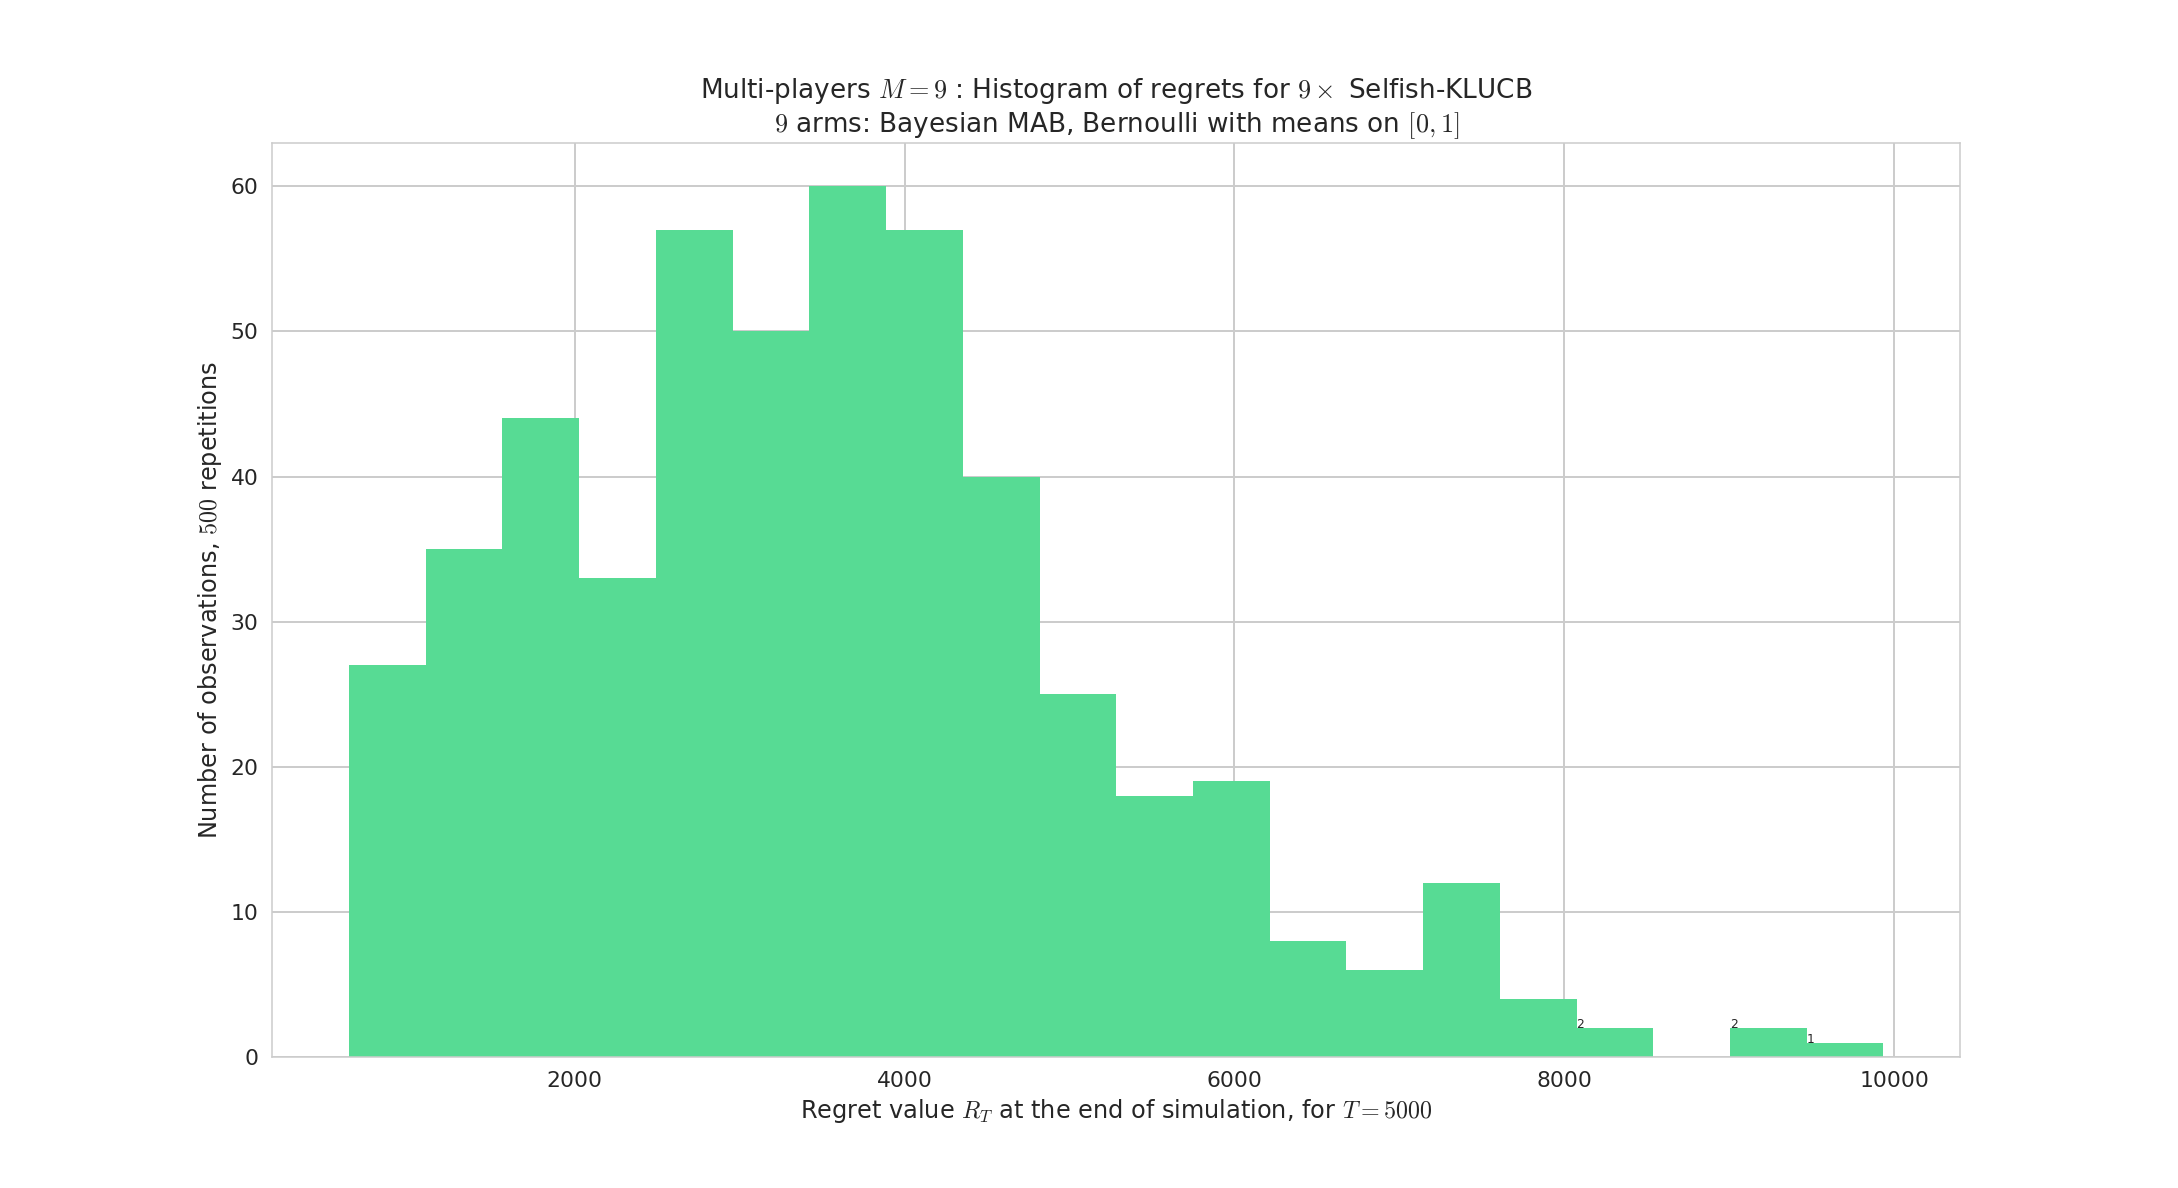 Multi-players M = 9 : Histogram of regrets for 9× Selfish-KLUCB
9 arms: Bayesian MAB, Bernoulli with means on [0, 1]
Number of observations, 500 repetitions
60
50
40
30
20
10
0
2
2
1
2000 4000 6000 8000 10000
Regret value R_T at the end of simulation, for T = 5000